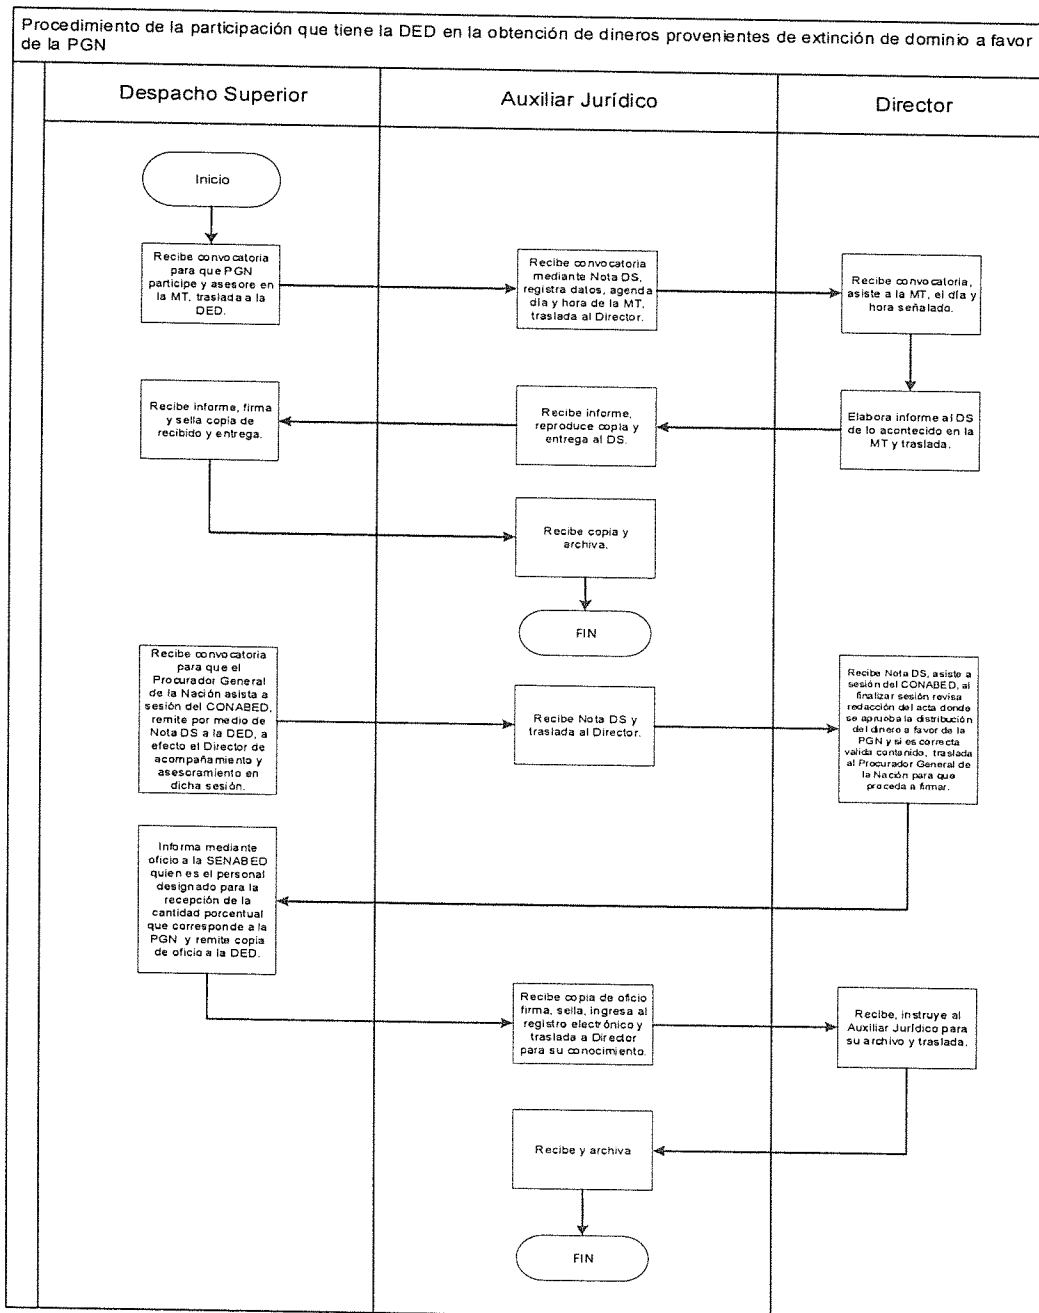 Procedimiento de la participación que tiene la DED en la obtención de dineros provenientes de extinción de dominio a favor
de la PGN
Despacho Superior
Auxiliar Jurídico
Director
Inicio
Recibe convocatoria
para que PGN
participe y asesore en
la MT, traslada a la
DED.
Recibe convocatoria
mediante Nota DS,
registra datos, agenda
día y hora de la MT,
traslada al Director.
Recibe convocatoria,
asiste a la MT, el día y
hora señalado.
Recibe informe, firma
y sella copia de
recibido y entrega.
Recibe informe,
reproduce copia y
entrega al DS.
Elabora informe al DS
de lo acontecido en la
MT y traslada.
Recibe copia y
archiva.
FIN
Recibe convocatoria
para que el
Procurador General
de la Nación asista a
sesión del CONABED,
remite por medio de
Nota DS a la DED, a
efecto el Director de
acompañamiento y
asesoramiento en
dicha sesión.
Recibe Nota DS y
traslada al Director.
Recibe Nota DS, asiste a
sesión del CONABED, al
finalizar sesión revisa
redacción del acta donde
se aprueba la distribución
del dinero a favor de la
PGN y si es correcta
valida contenido, traslada
al Procurador General de
la Nación para que
proceda a firmar.
Informa mediante
oficio a la SENABED
quien es el personal
designado para la
recepción de la
cantidad porcentual
que corresponde a la
PGN y remite copia
de oficio a la DED.
Recibe copia de oficio
firma, sella, ingresa al
registro electrónico y
traslada a Director
para su conocimiento.
Recibe, instruye al
Auxiliar Jurídico para
su archivo y traslada.
Recibe y archiva
FIN